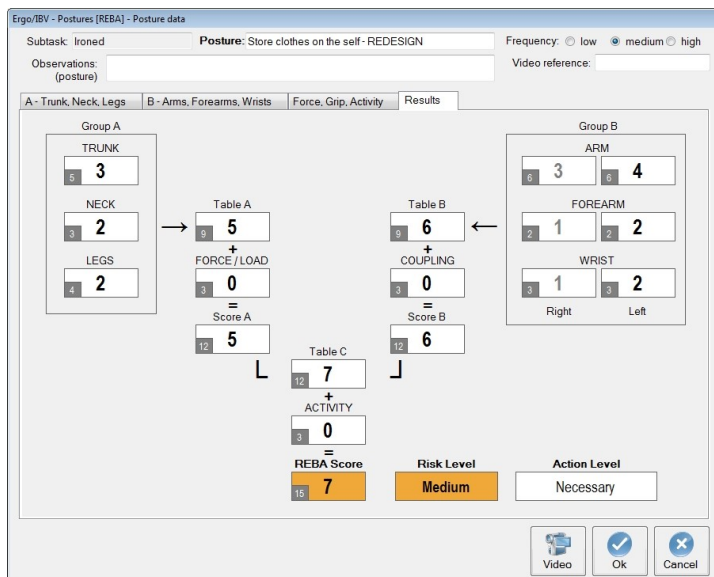 Ergo/IBV - Postures [REBA] - Posture data
Subtask: Ironed Posture: Store clothes on the self - REDESIGN Frequency: low medium high
Observations: (posture) Video reference:
A - Trunk, Neck, Legs B - Arms, Forearms, Wrists Force, Grip, Activity Results
Group A Group B
TRUNK ARM
5 3 6 3 6 4
NECK Table A Table B FOREARM
3 2 9 5 9 6 2 1 2 2
+ +
LEGS FORCE / LOAD COUPLING WRIST
4 2 3 0 3 0 3 1 3 2
= =
Score A Score B Right Left
12 5 12 6
Table C
12 7
+
ACTIVITY
3 0
=
REBA Score Risk Level Action Level
15 7 Medium Necessary
Video Ok Cancel